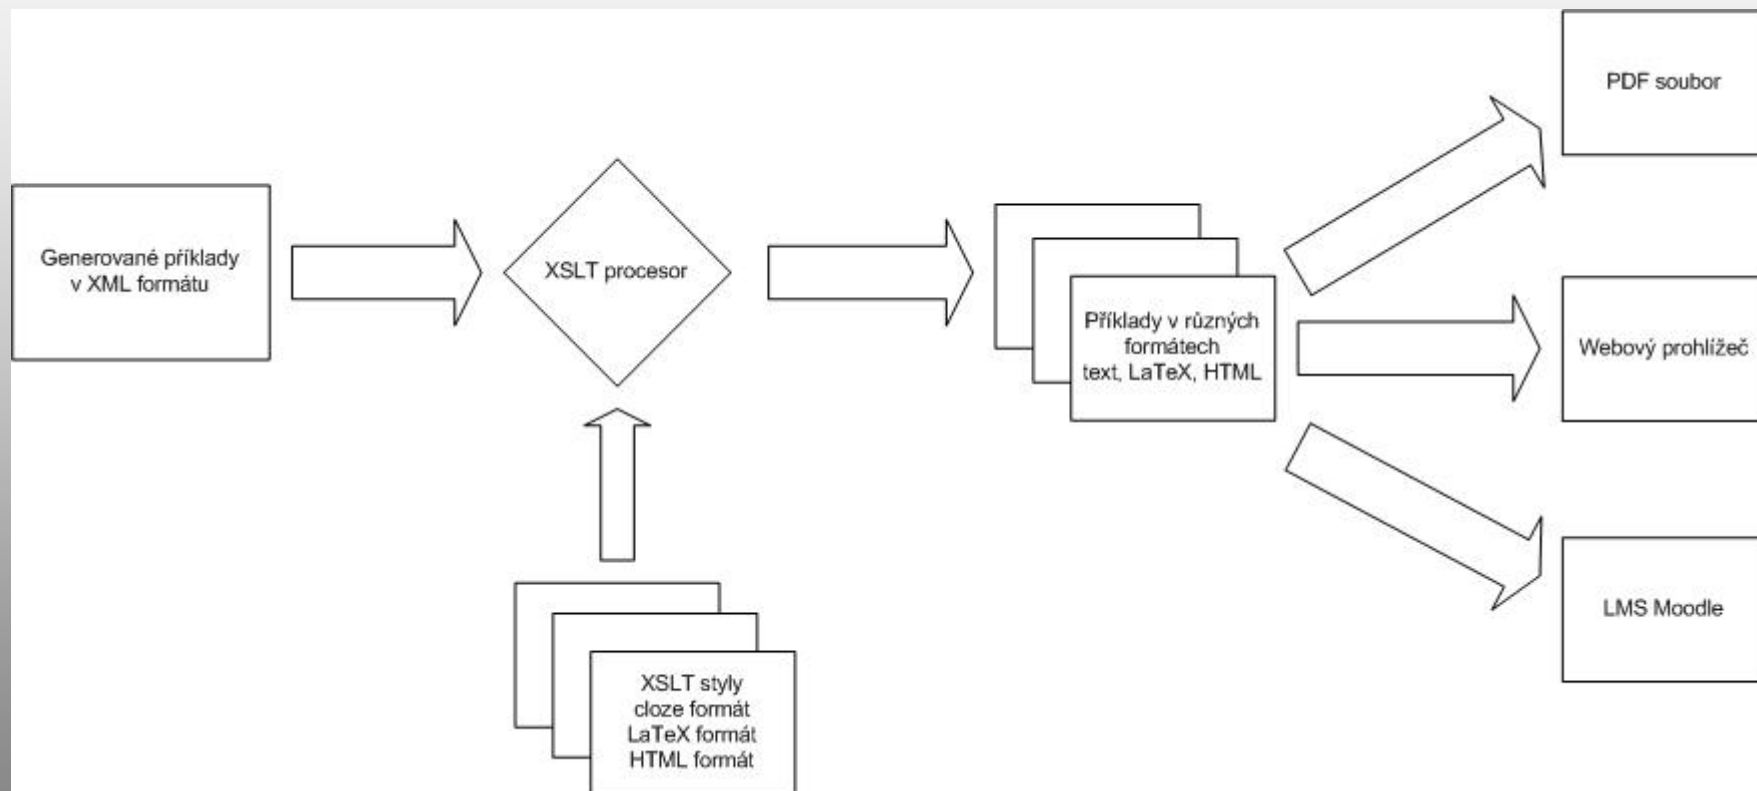 Generované příklady
v XML formátu
XSLT procesor
XSLT styly
cloze formát
LaTeX formát
HTML formát
Příklady v různých
formátech
text, LaTeX, HTML
PDF soubor
Webový prohlížeč
LMS Moodle